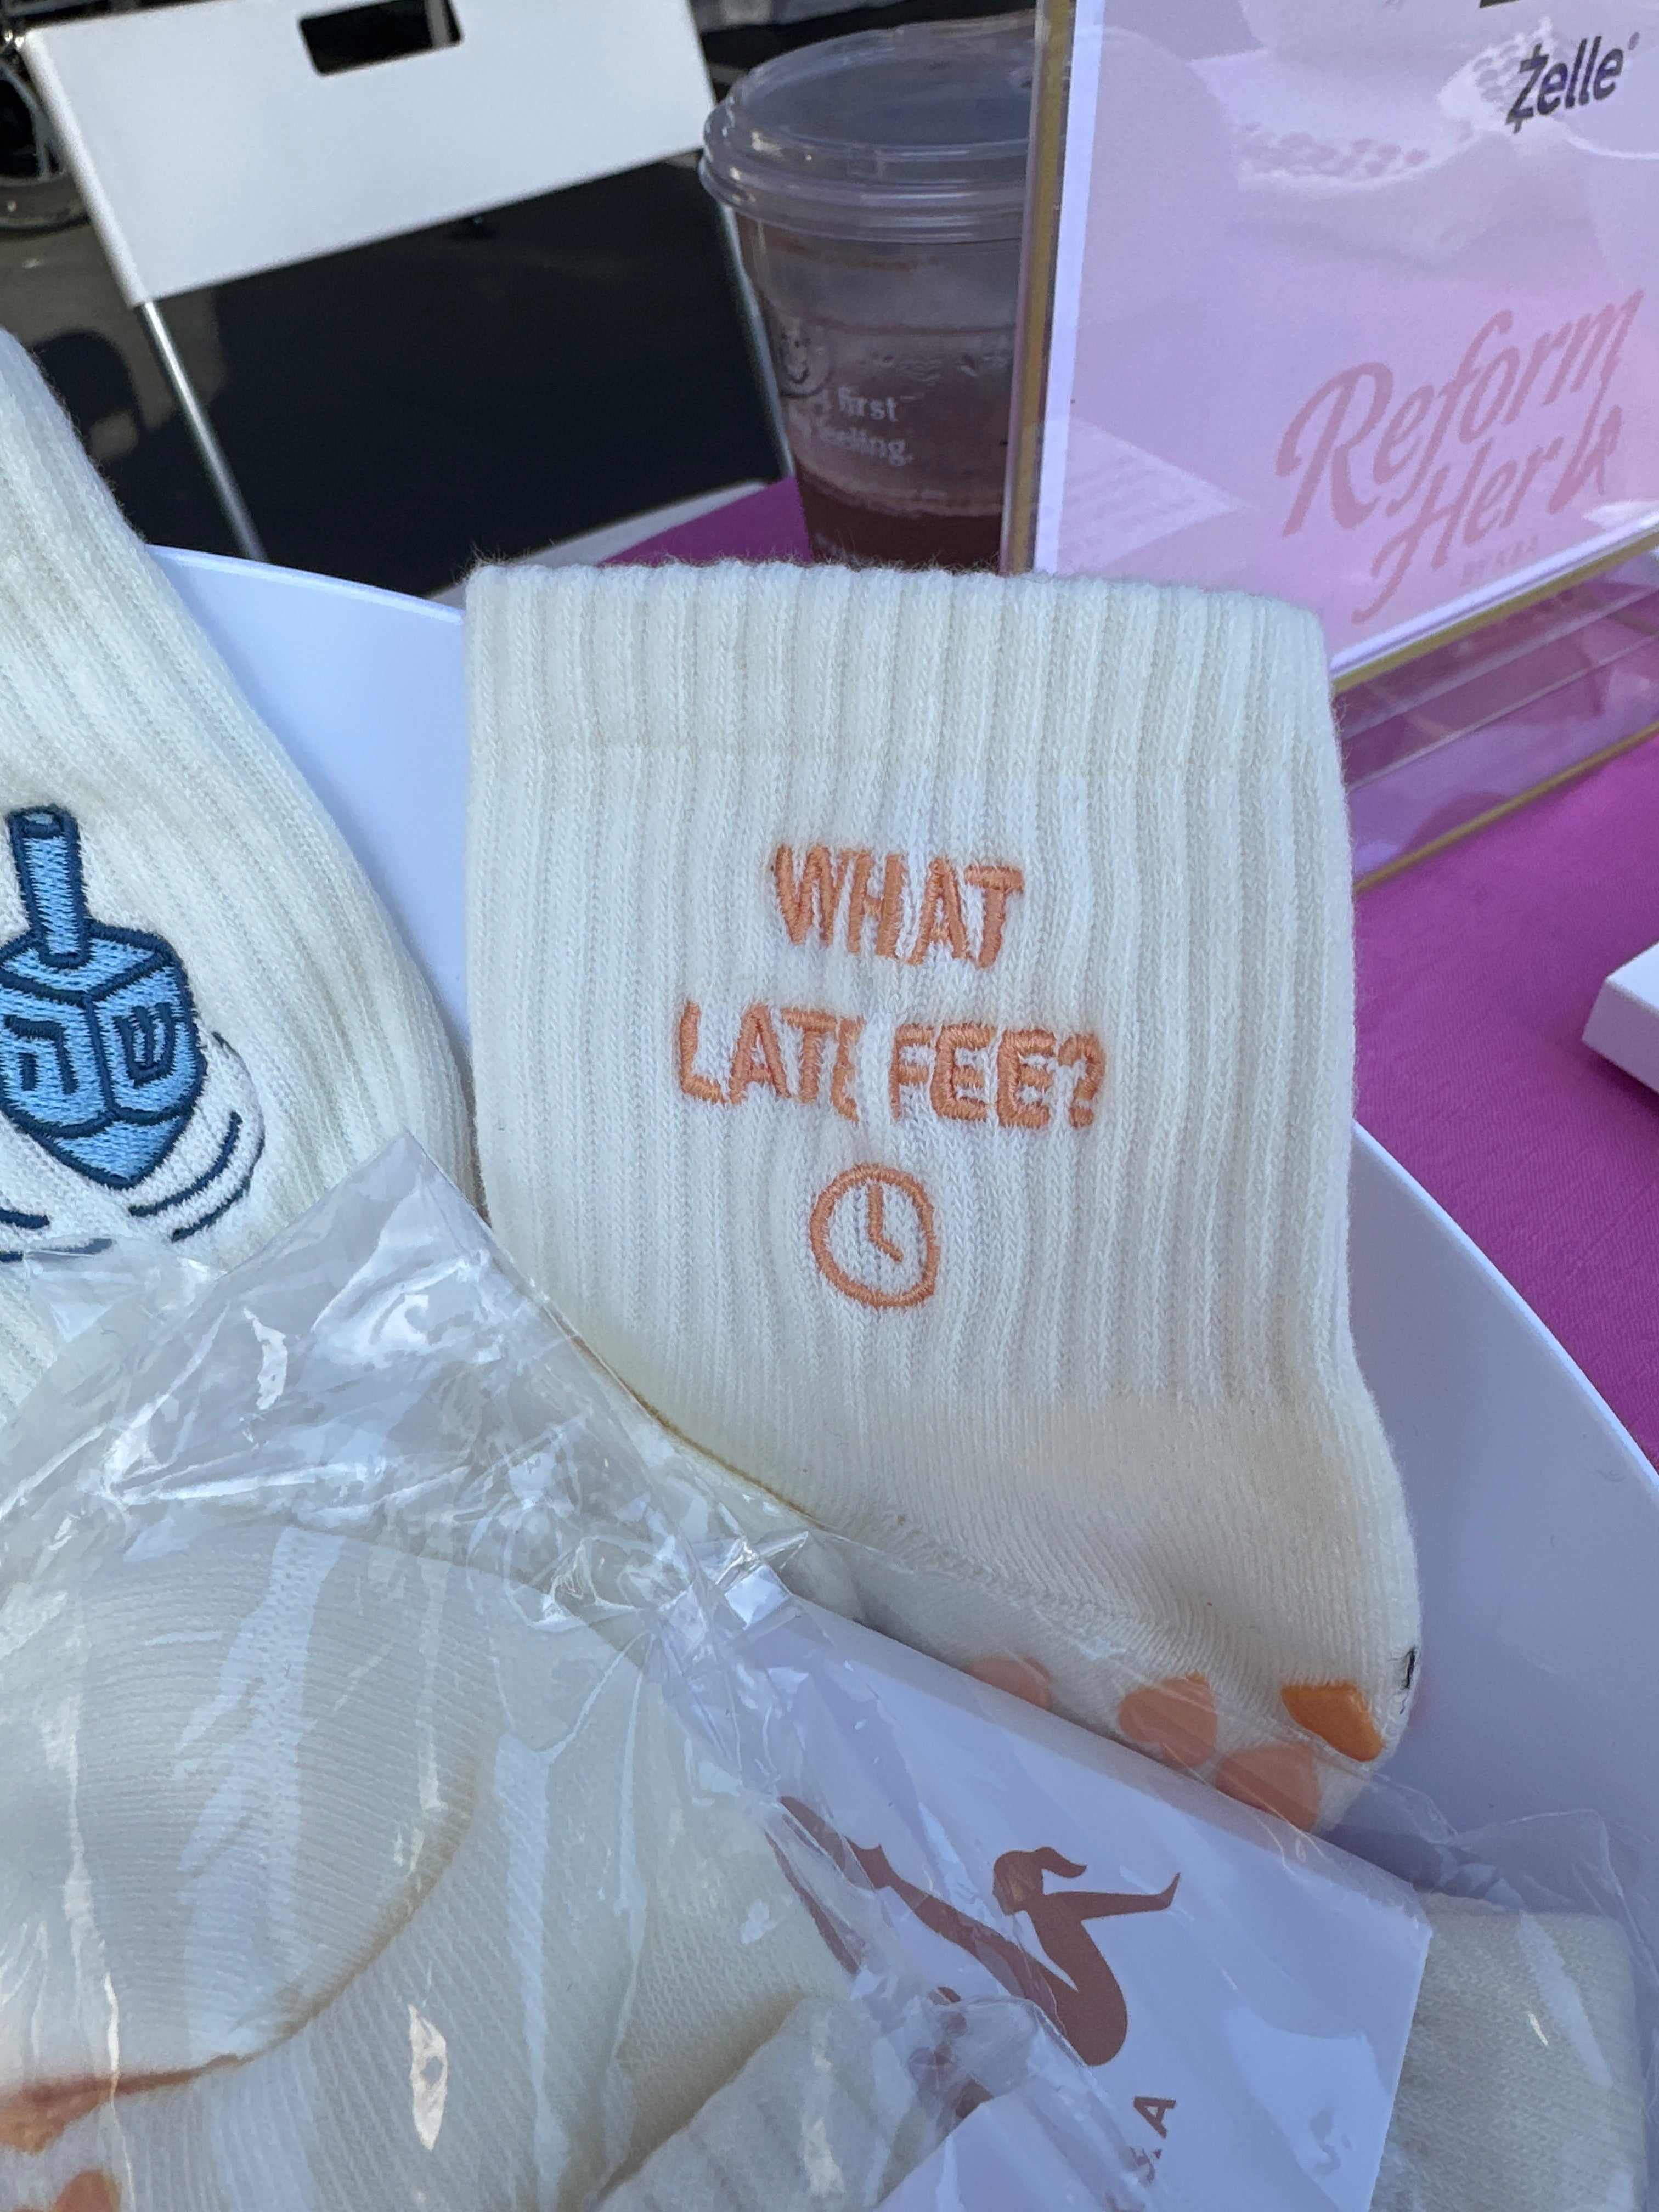 Zelle
Reform
Her
first
feeling.
WHAT
LATE FEE?
ה ש